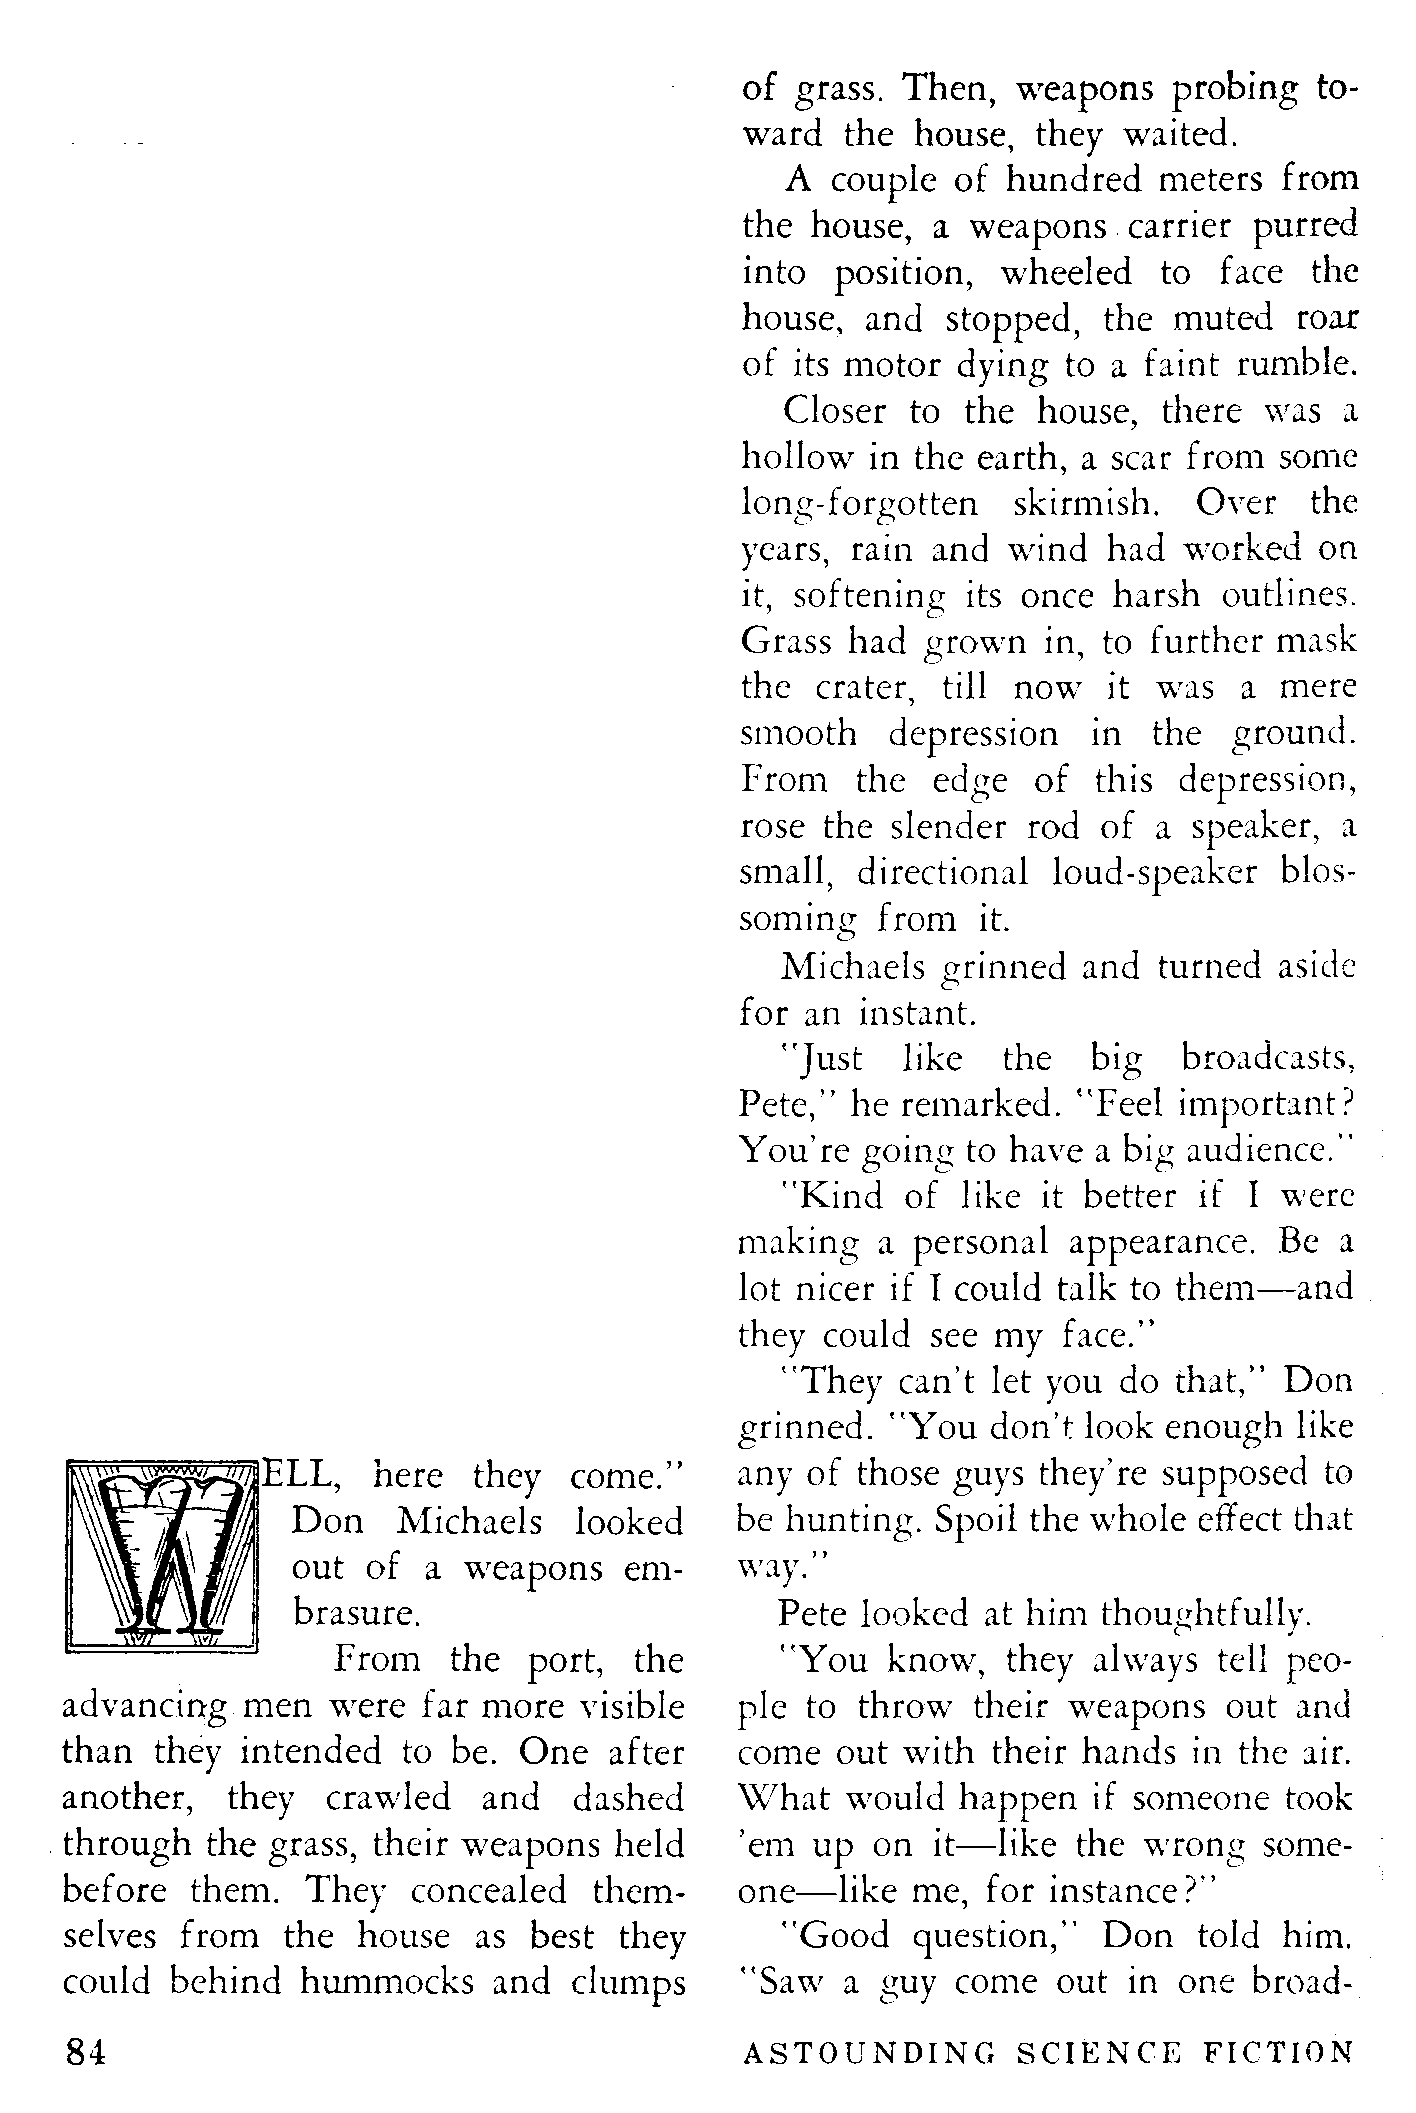 WELL, here they come."
Don Michaels looked
out of a weapons em-
brasure.
From the port, the
advancing men were far more visible
than they intended to be. One after
another, they crawled and dashed
through the grass, their weapons held
before them. They concealed them-
selves from the house as best they
could behind hummocks and clumps
of grass. Then, weapons probing to-
ward the house, they waited.
A couple of hundred meters from
the house, a weapons carrier purred
into position, wheeled to face the
house, and stopped, the muted roar
of its motor dying to a faint rumble.
Closer to the house, there was a
hollow in the earth, a scar from some
long-forgotten skirmish. Over the
years, rain and wind had worked on
it, softening its once harsh outlines.
Grass had grown in, to further mask
the crater, till now it was a mere
smooth depression in the ground.
From the edge of this depression,
rose the slender rod of a speaker, a
small, directional loud-speaker blos-
soming from it.
Michaels grinned and turned aside
for an instant.
"Just like the big broadcasts,
Pete," he remarked. "Feel important?
You're going to have a big audience."
"Kind of like it better if I were
making a personal appearance. Be a
lot nicer if I could talk to them—and
they could see my face."
"They can't let you do that," Don
grinned. "You don't look enough like
any of those guys they're supposed to
be hunting. Spoil the whole effect that
way."
Pete looked at him thoughtfully.
"You know, they always tell peo-
ple to throw their weapons out and
come out with their hands in the air.
What would happen if someone took
'em up on it—like the wrong some-
one—like me, for instance?"
"Good question," Don told him.
"Saw a guy come out in one broad-
84
ASTOUNDING SCIENCE FICTION